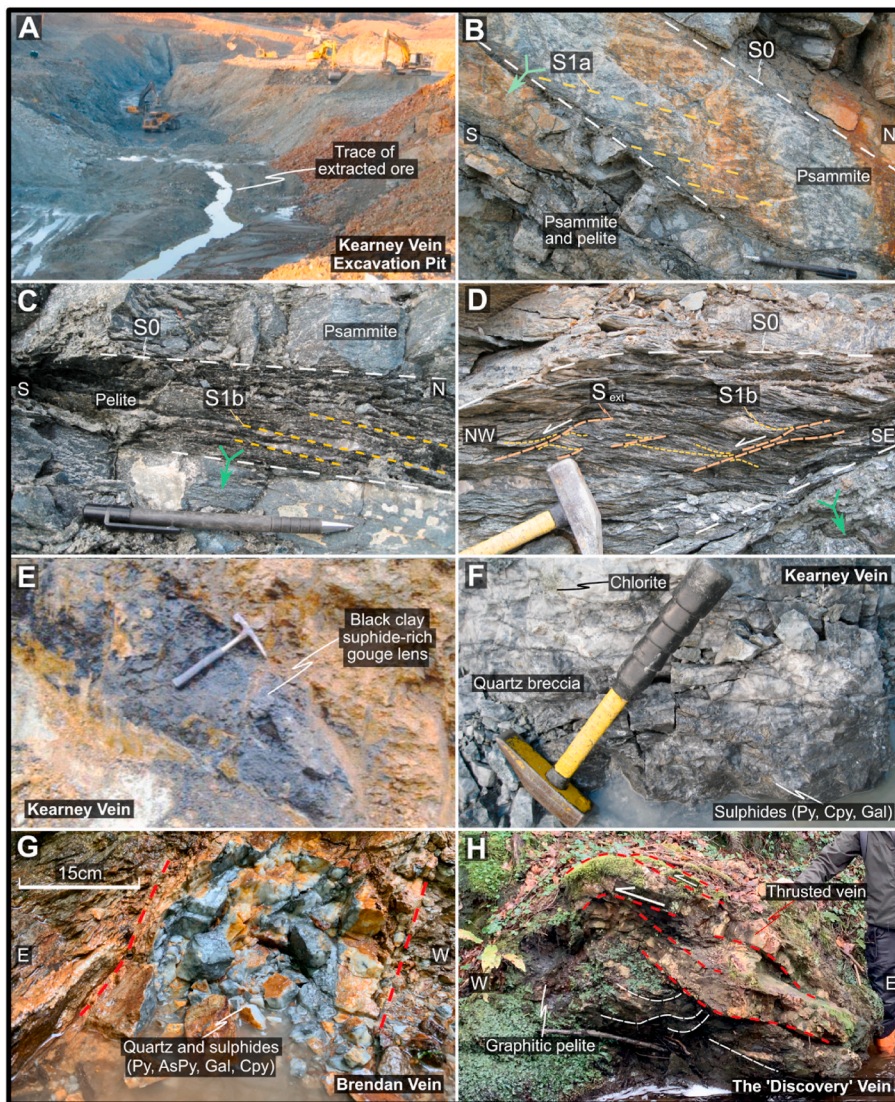 A
Trace of
extracted ore
Kearney Vein
Excavation Pit
B
S1a
S0
S
N
Psammite
Psammite
and pelite
C
S0
Psammite
S
N
Pelite
S1b
D
S0
Sext
S1b
NW
SE
E
Black clay
suphide-rich
gouge lens
Kearney Vein
F
Kearney Vein
Chlorite
Quartz breccia
Sulphides (Py, Cpy, Gal)
G
15cm
E
W
Quartz and sulphides
(Py, AsPy, Gal, Cpy)
Brendan Vein
H
Thrusted
vein
W
E
Graphitic pelite
The 'Discovery' Vein